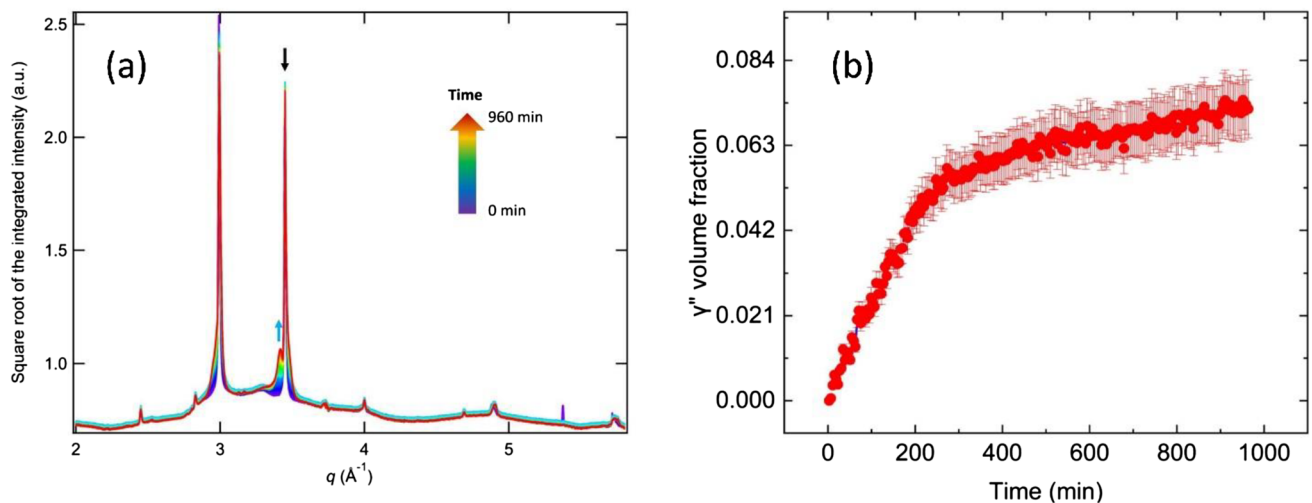 (a)
Square root of the integrated intensity (a.u.)
2.5
2.0
1.5
1.0
Time
960 min
0 min
2 3 4 5
q (Å⁻¹)
(b)
γ" volume fraction
0.084
0.063
0.042
0.021
0.000
0 200 400 600 800 1000
Time (min)